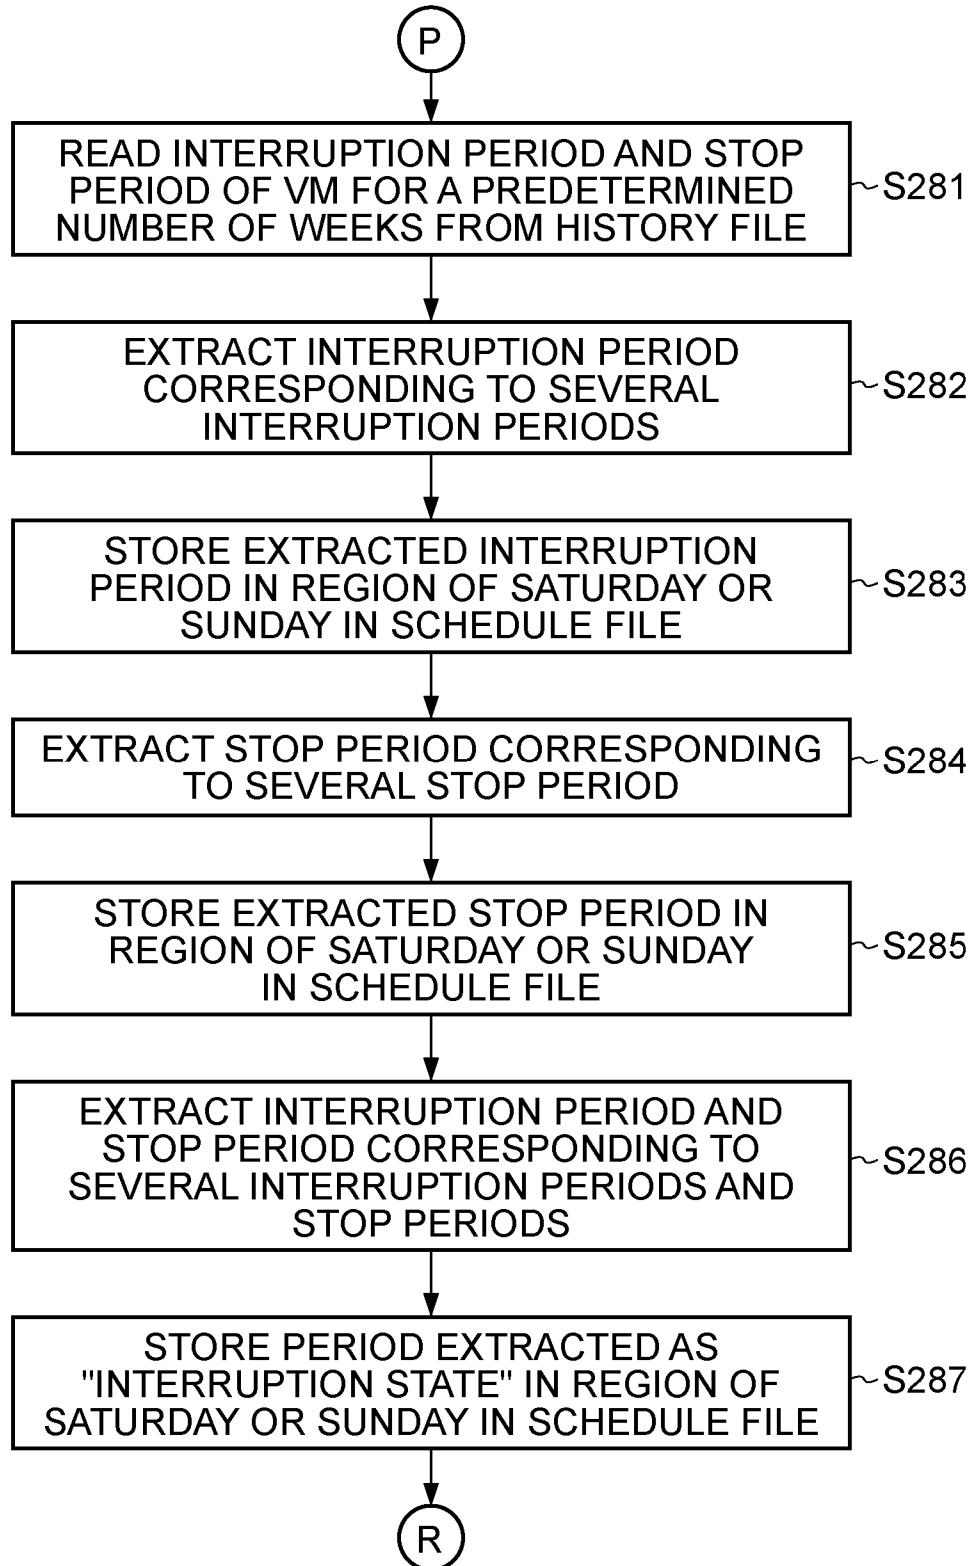 P
READ INTERRUPTION PERIOD AND STOP
PERIOD OF VM FOR A PREDETERMINED
NUMBER OF WEEKS FROM HISTORY FILE
S281
EXTRACT INTERRUPTION PERIOD
CORRESPONDING TO SEVERAL
INTERRUPTION PERIODS
S282
STORE EXTRACTED INTERRUPTION
PERIOD IN REGION OF SATURDAY OR
SUNDAY IN SCHEDULE FILE
S283
EXTRACT STOP PERIOD CORRESPONDING
TO SEVERAL STOP PERIOD
S284
STORE EXTRACTED STOP PERIOD IN
REGION OF SATURDAY OR SUNDAY
IN SCHEDULE FILE
S285
EXTRACT INTERRUPTION PERIOD AND
STOP PERIOD CORRESPONDING TO
SEVERAL INTERRUPTION PERIODS AND
STOP PERIODS
S286
STORE PERIOD EXTRACTED AS
"INTERRUPTION STATE" IN REGION OF
SATURDAY OR SUNDAY IN SCHEDULE FILE
S287
R